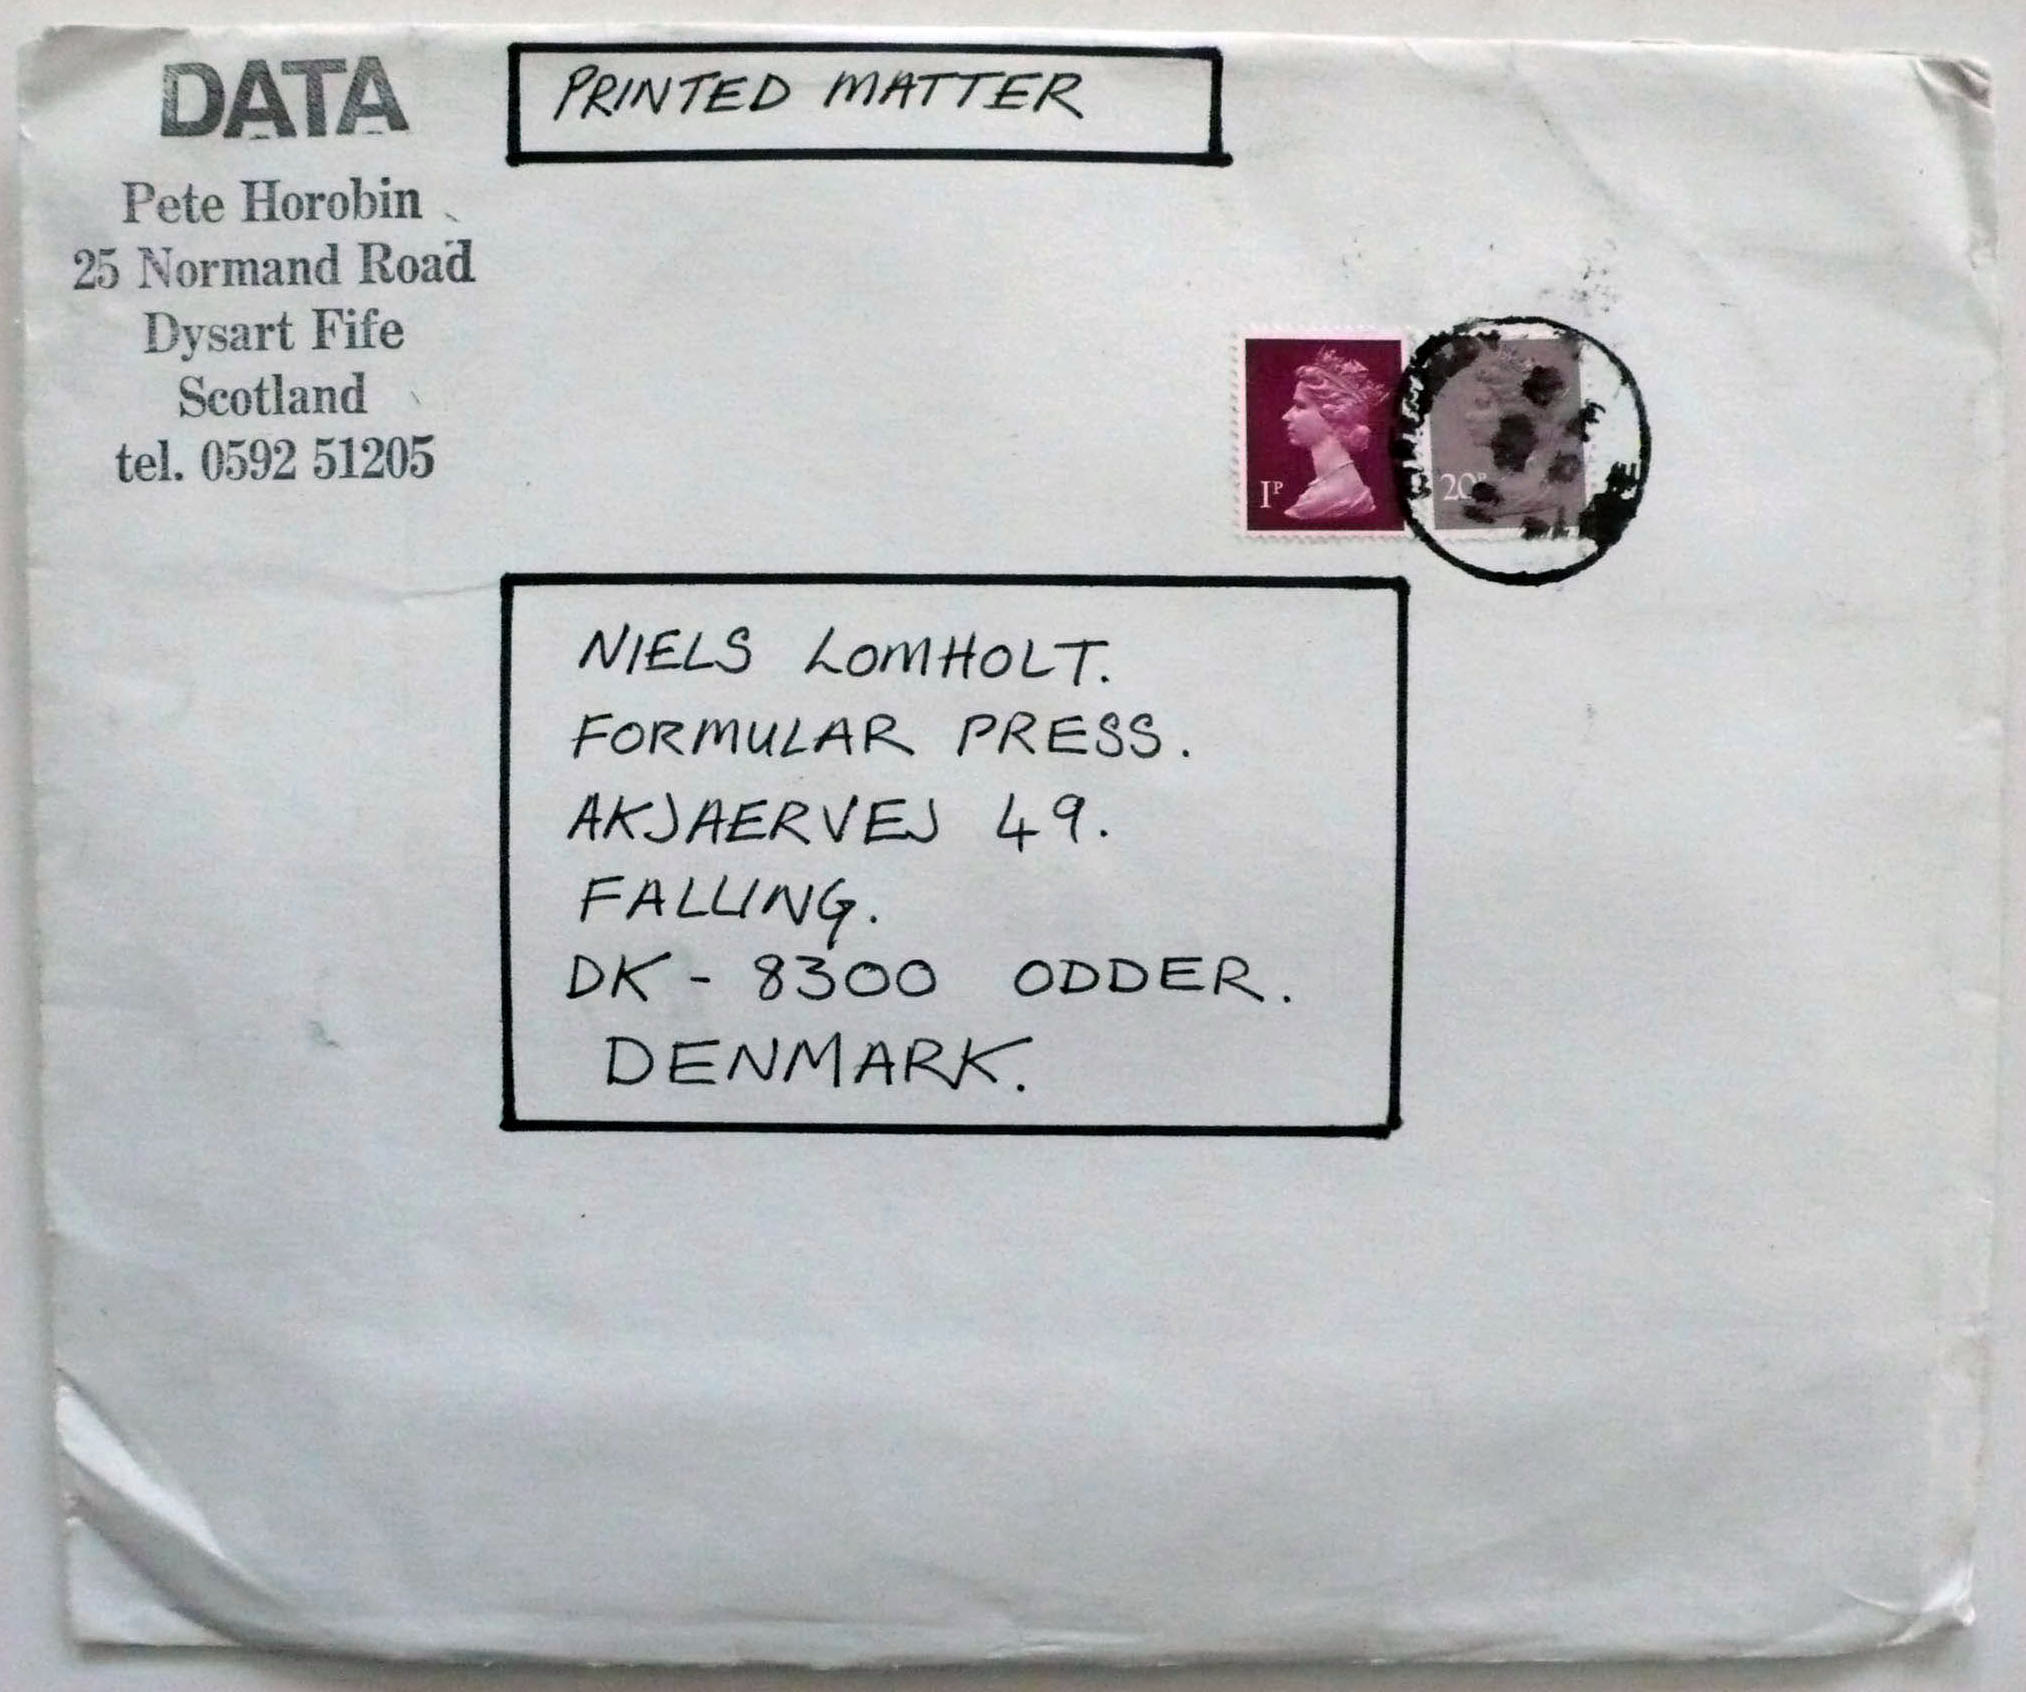 DATA
Pete Horobin
25 Normand Road
Dysart Fife
Scotland
tel. 0592 51205
PRINTED MATTER
1P
20P
NIELS LOMHOLT.
FORMULAR PRESS.
AKJAERVEJ 49.
FALLING.
DK - 8300 ODDER.
DENMARK.